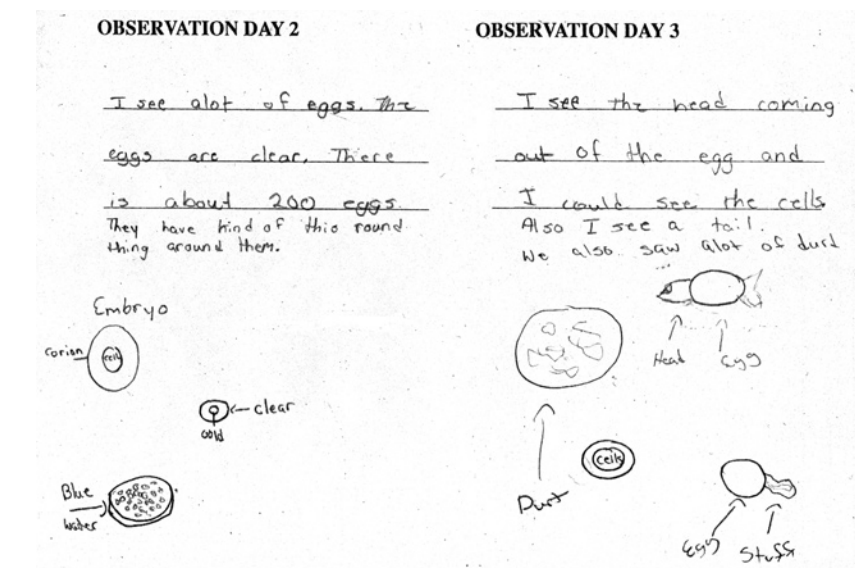 OBSERVATION DAY 2
I see alot of eggs. The
eggs are clear. There
is about 200 eggs.
They have kind of this round
thing around them.
Embryo
corion
cell
clear
Blue
water
OBSERVATION DAY 3
I see the head coming
out of the egg and
I could see the cells
Also I see a tail.
we also saw alot of dust
Head
Egg
Dust
cells
Egg
Stuff